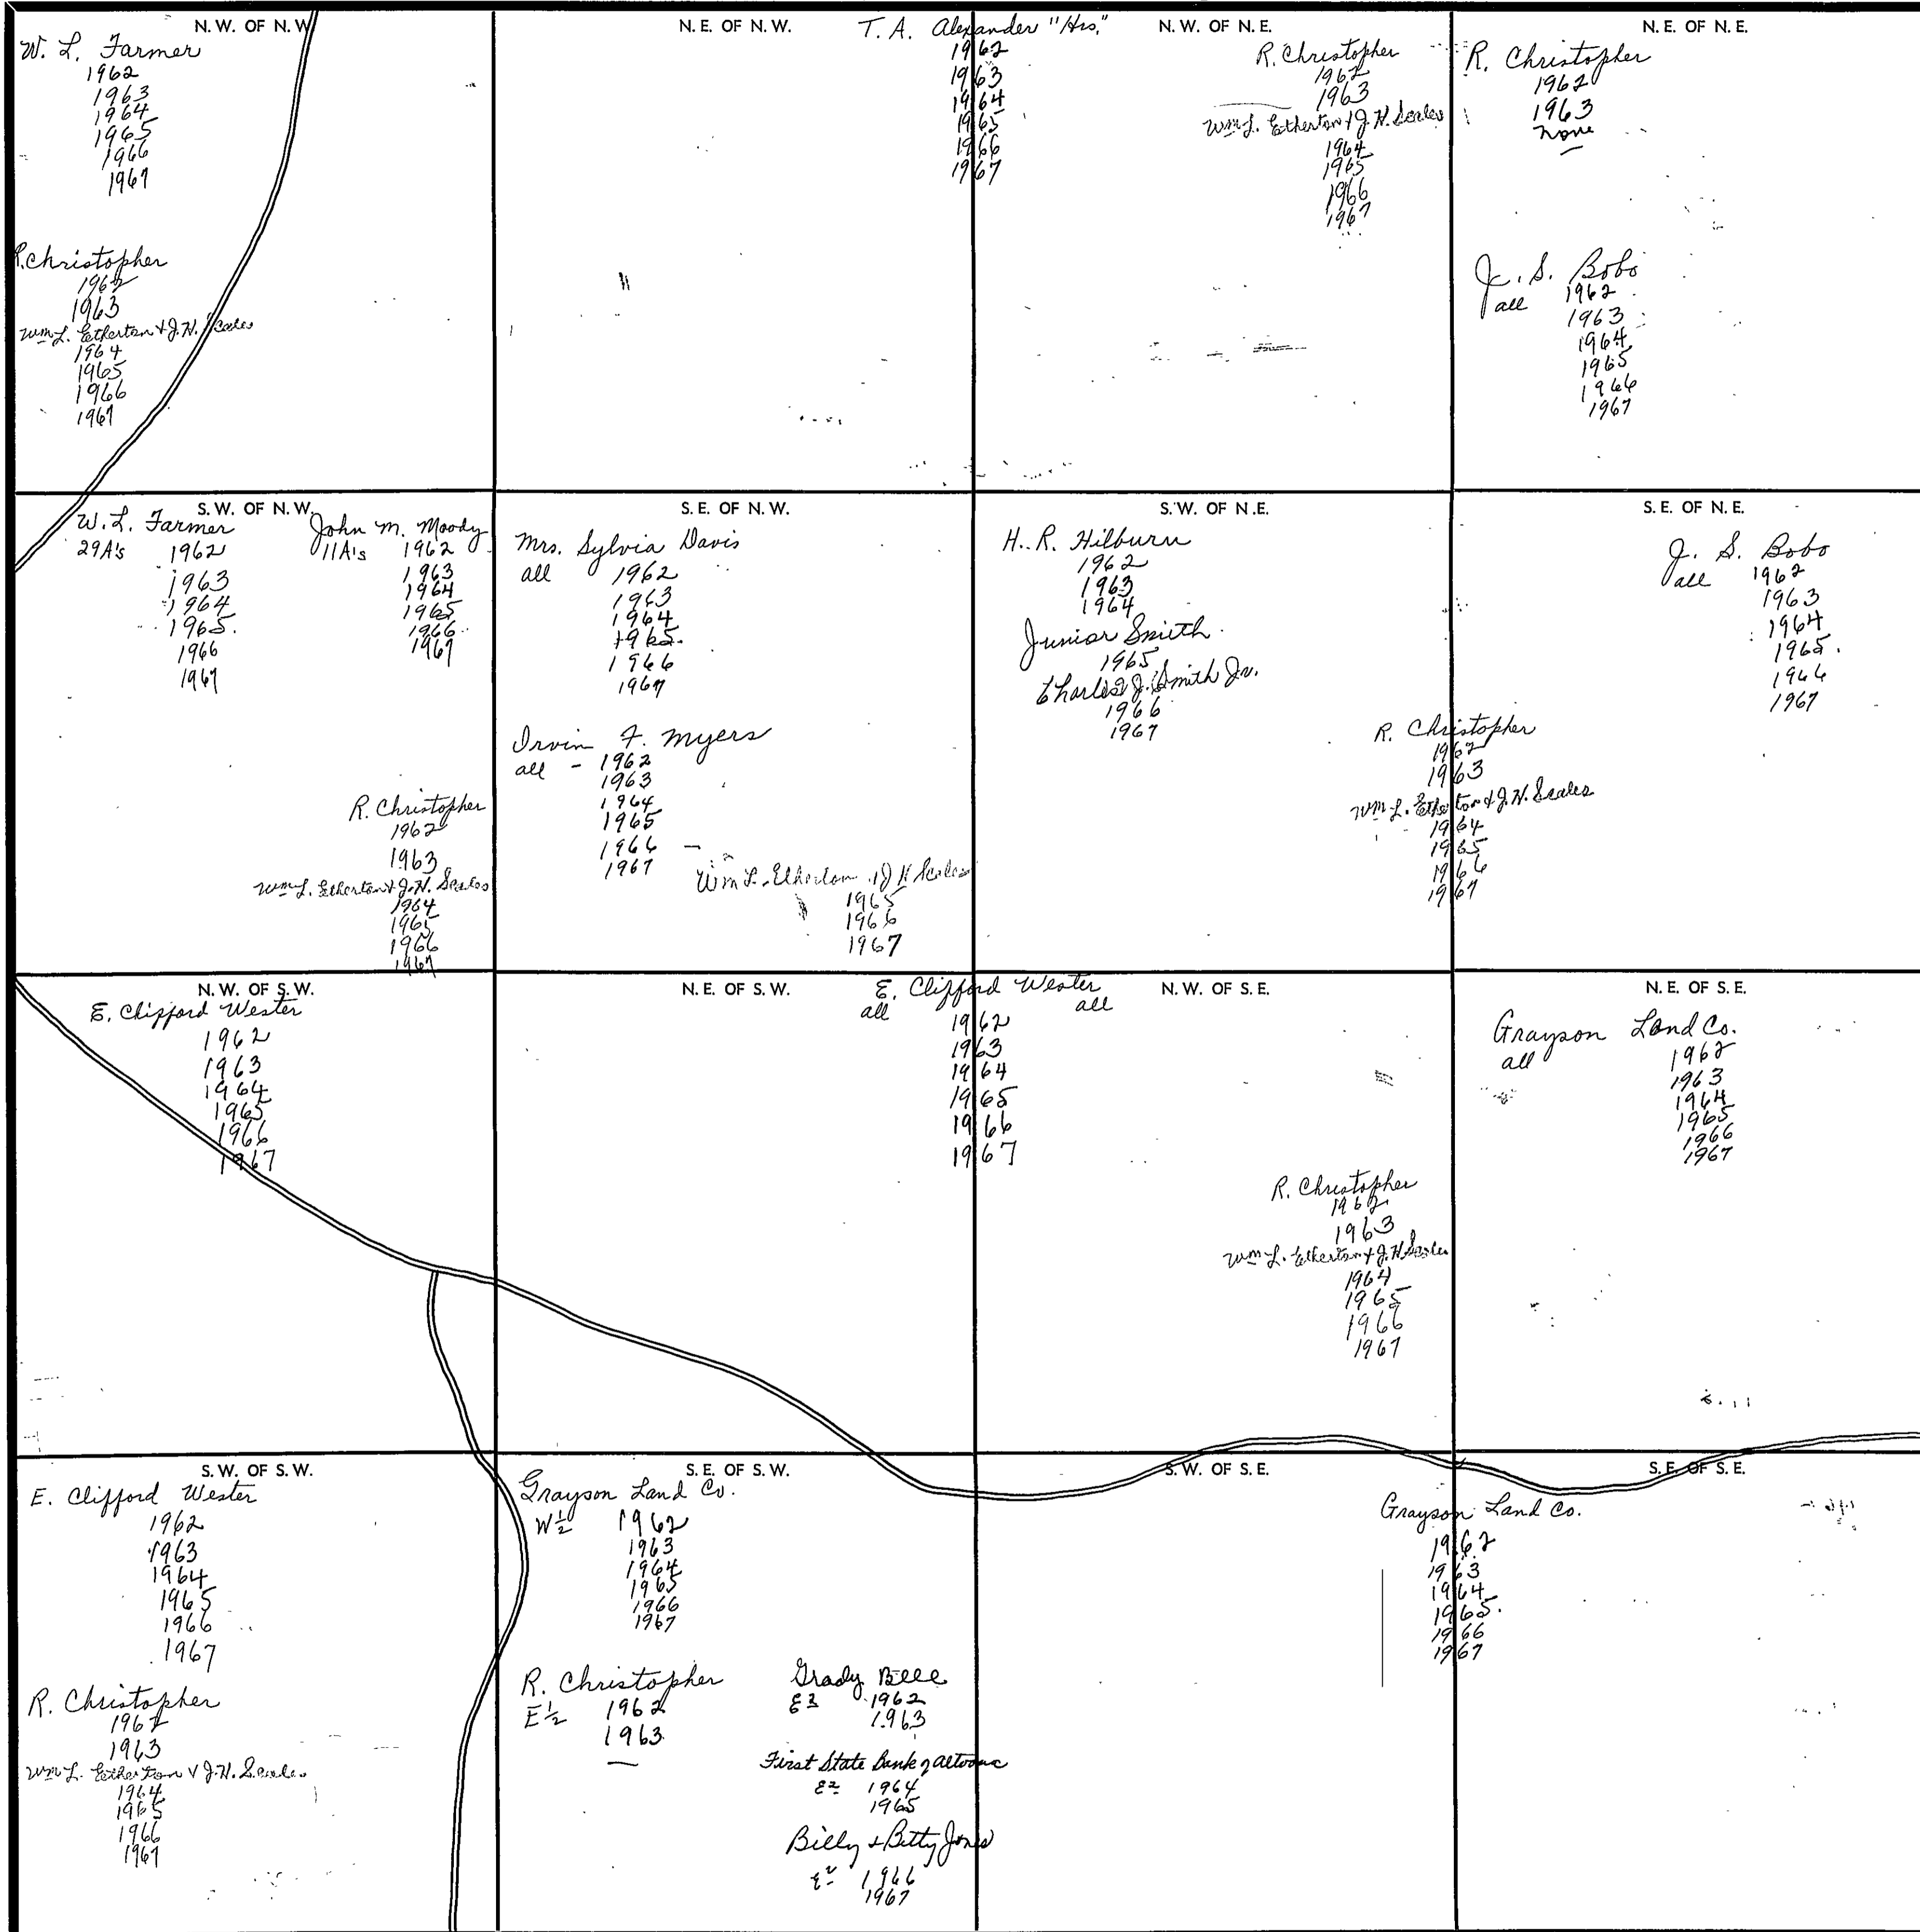 N. W. OF N. W.
W. L. Farmer
1962
1963
1964
1965
1966
1967
R. Christopher
1962
1963
Wm L. Etherton & J. H. Scales
1964
1965
1966
1967
N. E. OF N. W.
T. A. Alexander "Hrs."
1962
1963
1964
1965
1966
1967
N. W. OF N. E.
R. Christopher
1962
1963
Wm L. Etherton & J. H. Scales
1964
1965
1966
1967
N. E. OF N. E.
R. Christopher
1962
1963
none
J. S. Bobo
all 1962
1963
1964
1965
1966
1967
S. W. OF N. W.
W. L. Farmer
29A's 1962
1963
1964
1965
1966
1967
John M. Moody
11A's 1962
1963
1964
1965
1966
1967
R. Christopher
1962
1963
Wm L. Etherton & J. H. Scales
1964
1965
1966
1967
S. E. OF N. W.
Mrs. Sylvia Davis
all 1962
1963
1964
1965
1966
1967
Irvin F. Myers
all - 1962
1963
1964
1965
1966
1967
Wm L. Etherton & J H Scales
1965
1966
1967
S. W. OF N. E.
H. R. Hilburn
1962
1963
1964
Junior Smith
1965
Charles J. Smith Jr.
1966
1967
R. Christopher
1962
1963
Wm L. Etherton & J. H. Scales
1964
1965
1966
1967
S. E. OF N. E.
J. S. Bobo
all 1962
1963
1964
1965
1966
1967
N. W. OF S. W.
E. Clifford Wester
1962
1963
1964
1965
1966
1967
N. E. OF S. W.
E. Clifford Wester
all all
1962
1963
1964
1965
1966
1967
N. W. OF S. E.
R. Christopher
1962
1963
Wm L. Etherton & J. H. Scales
1964
1965
1966
1967
N. E. OF S. E.
Grayson Land Co.
all 1962
1963
1964
1965
1966
1967
S. W. OF S. W.
E. Clifford Wester
1962
1963
1964
1965
1966
1967
R. Christopher
1962
1963
Wm L. Etherton & J. H. Scales
1964
1965
1966
1967
S. E. OF S. W.
Grayson Land Co.
W 1/2 1962
1963
1964
1965
1966
1967
R. Christopher
E 1/2 1962
1963
Grady Bell
1962
1963
First State Bank of Altoona
E2 1964
1965
Billy & Betty Jones
E2 1966
1967
S. W. OF S. E.
Grayson Land Co.
1962
1963
1964
1965
1966
1967
S. E. OF S. E.